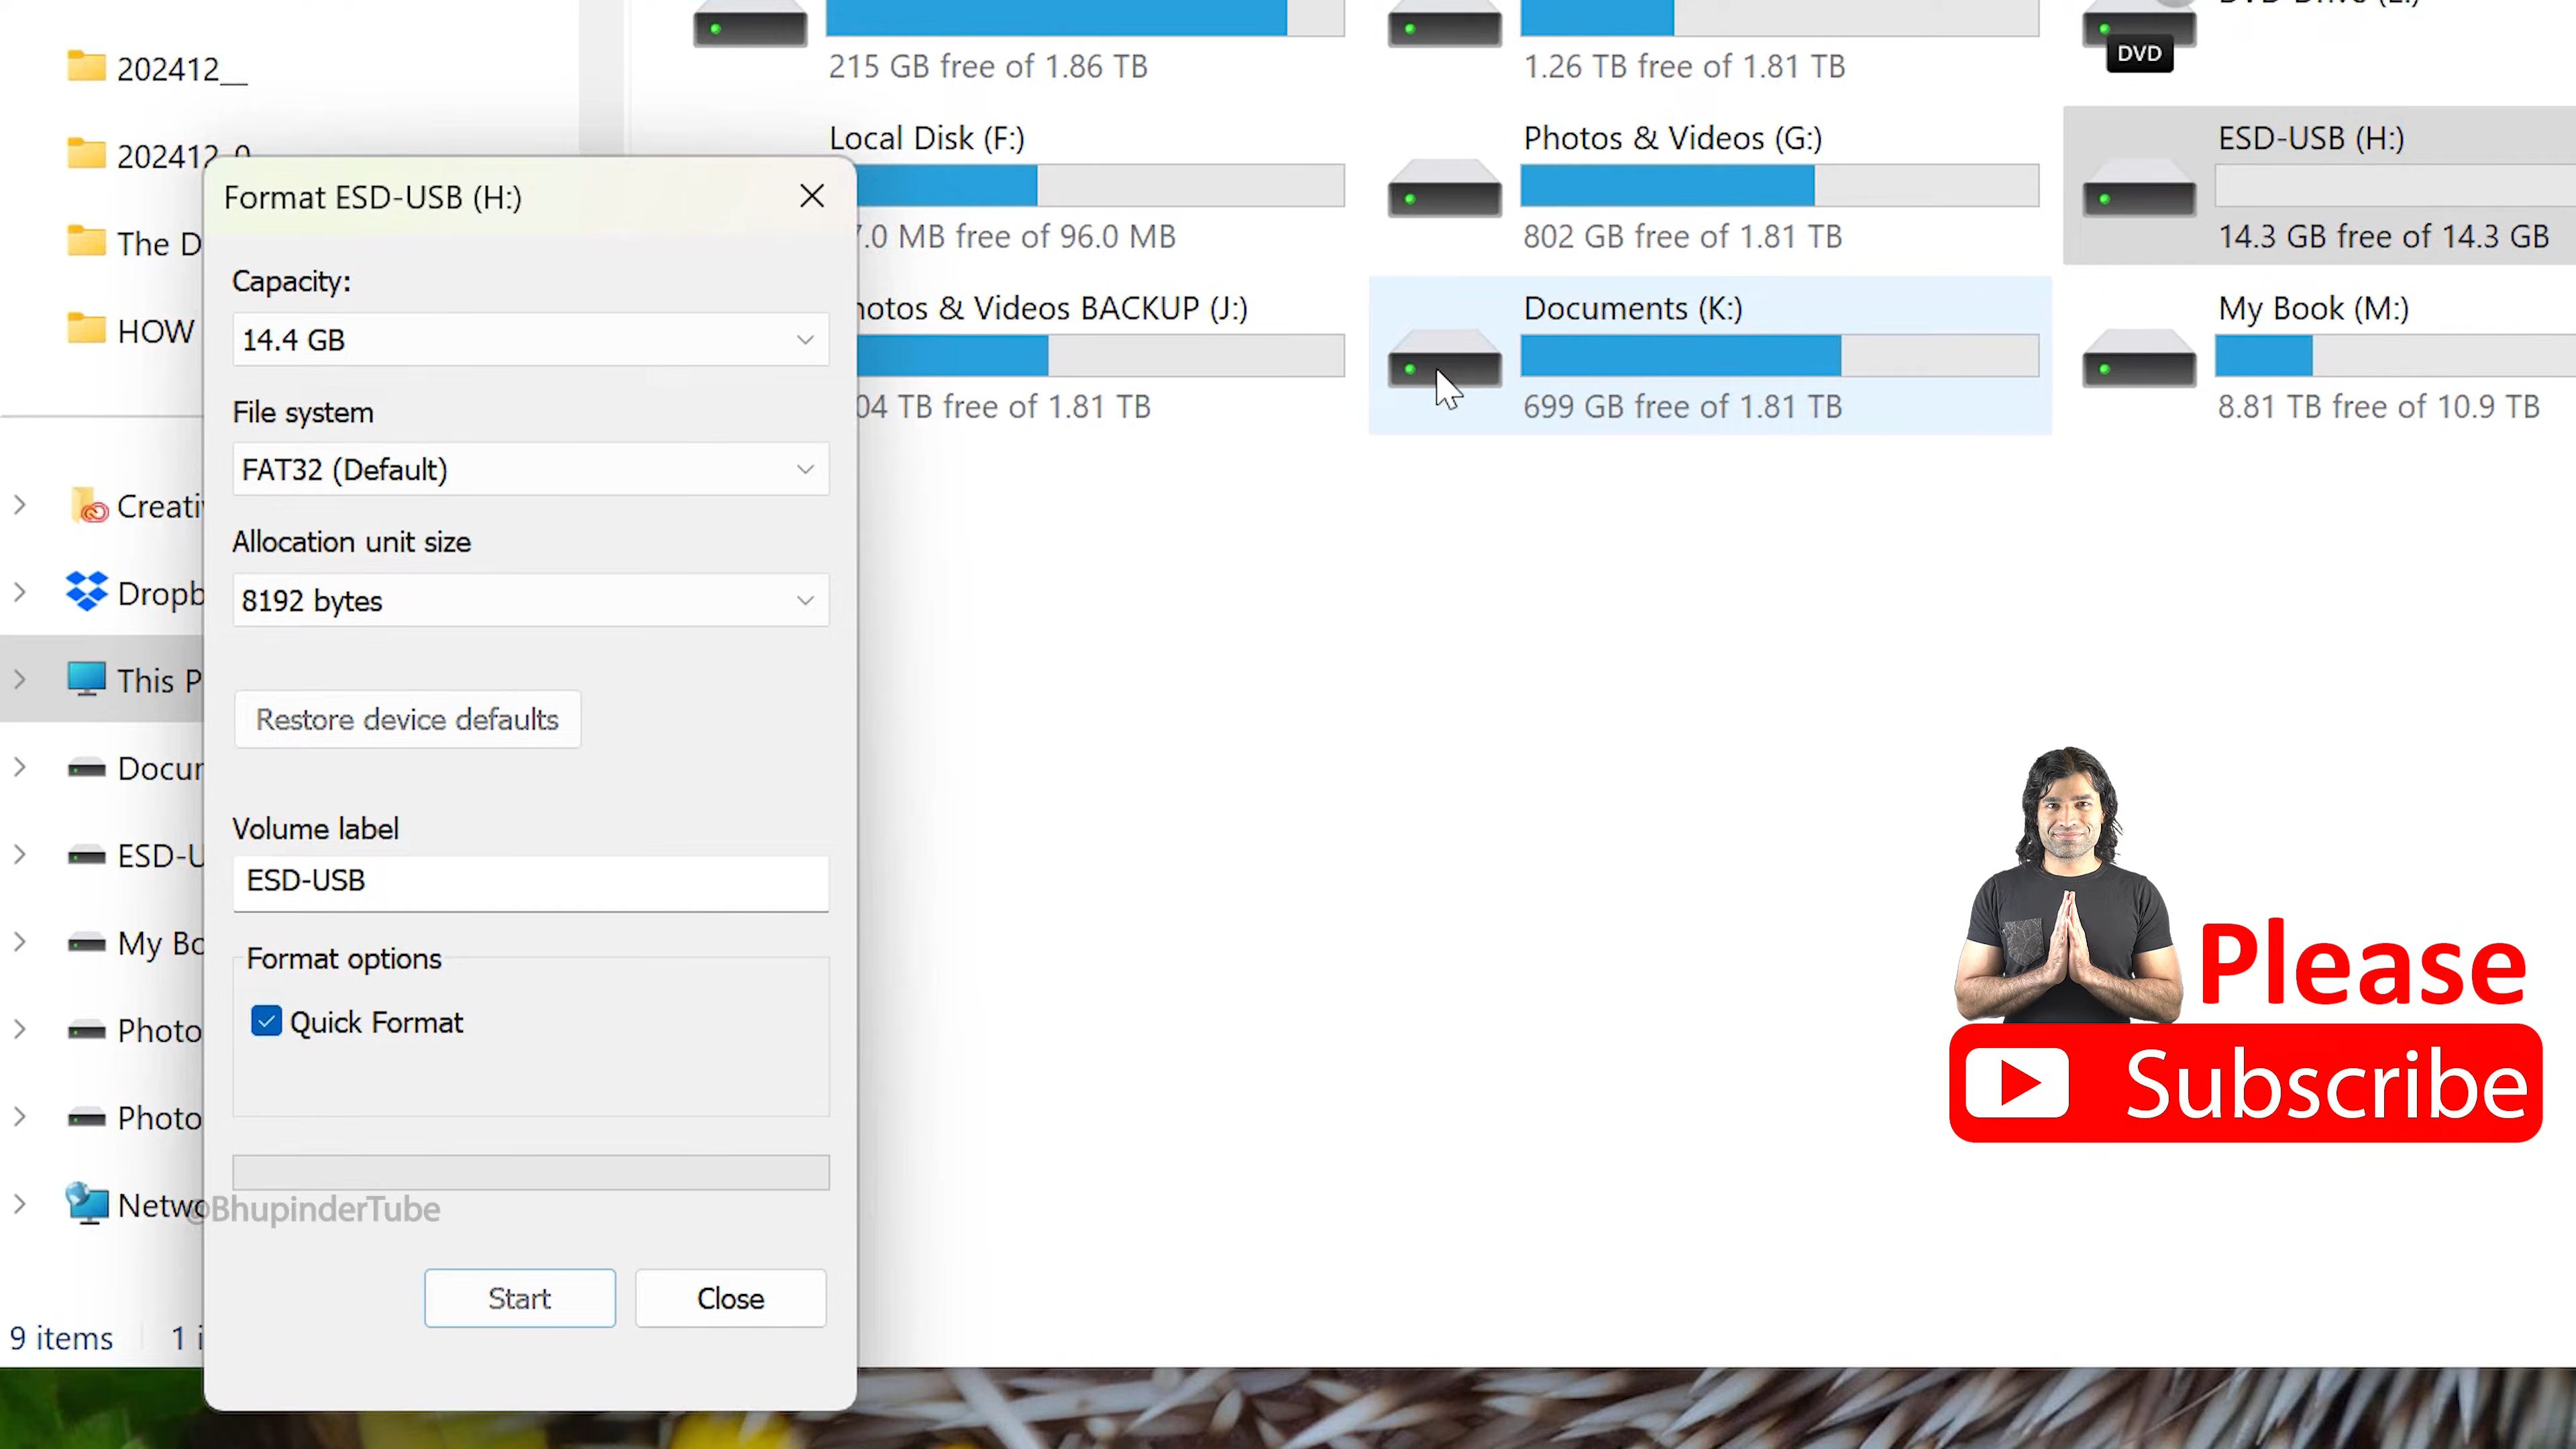 215 GB free of 1.86 TB
1.26 TB free of 1.81 TB
DVD
202412__
Local Disk (F:)
Photos & Videos (G:)
ESD-USB (H:)
7.0 MB free of 96.0 MB
802 GB free of 1.81 TB
14.3 GB free of 14.3 GB
hotos & Videos BACKUP (J:)
Documents (K:)
My Book (M:)
04 TB free of 1.81 TB
699 GB free of 1.81 TB
8.81 TB free of 10.9 TB
202412_0
The D
HOW
Creati
Dropb
This P
Docur
ESD-U
My Bo
Photo
Photo
Netwo
9 items
1 i
Format ESD-USB (H:)
Capacity:
14.4 GB
File system
FAT32 (Default)
Allocation unit size
8192 bytes
Restore device defaults
Volume label
ESD-USB
Format options
Quick Format
@BhupinderTube
Start
Close
Please
Subscribe